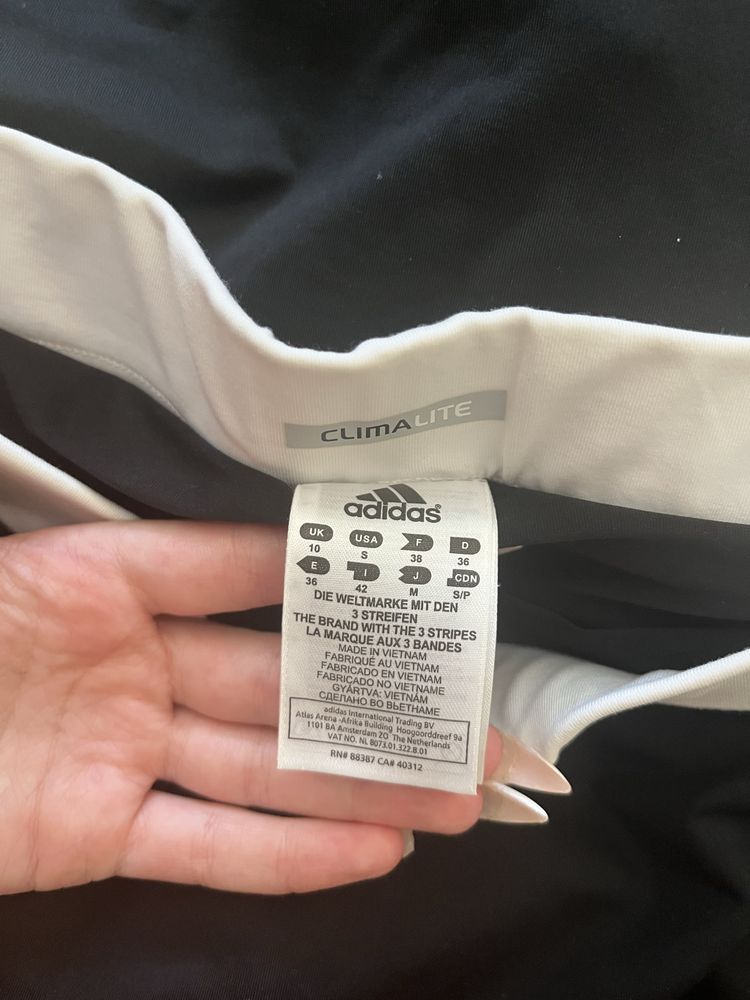 CLIMALITE
adidas®
UK USA F D
10 S 38 36
E I J CDN
36 42 M S/P
DIE WELTMARKE MIT DEN
3 STREIFEN
THE BRAND WITH THE 3 STRIPES
LA MARQUE AUX 3 BANDES
MADE IN VIETNAM
FABRIQUÉ AU VIETNAM
FABRICADO EN VIETNAM
FABRICADO NO VIETNAME
GYÁRTVA: VIETNÁM
СДЕЛАНО ВО ВЬЕТНАМЕ
adidas International Trading BV
Atlas Arena -Afrika Building Hoogoorddreef 9a
1101 BA Amsterdam ZO The Netherlands
VAT NO. NL 8073.01.322.B.01
RN# 88387 CA# 40312